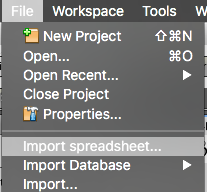 File Workspace Tools W
New Project ⇧⌘N
Open... ⌘O
Open Recent... ▶
Close Project
Properties...
Import spreadsheet...
Import Database ▶
Import...